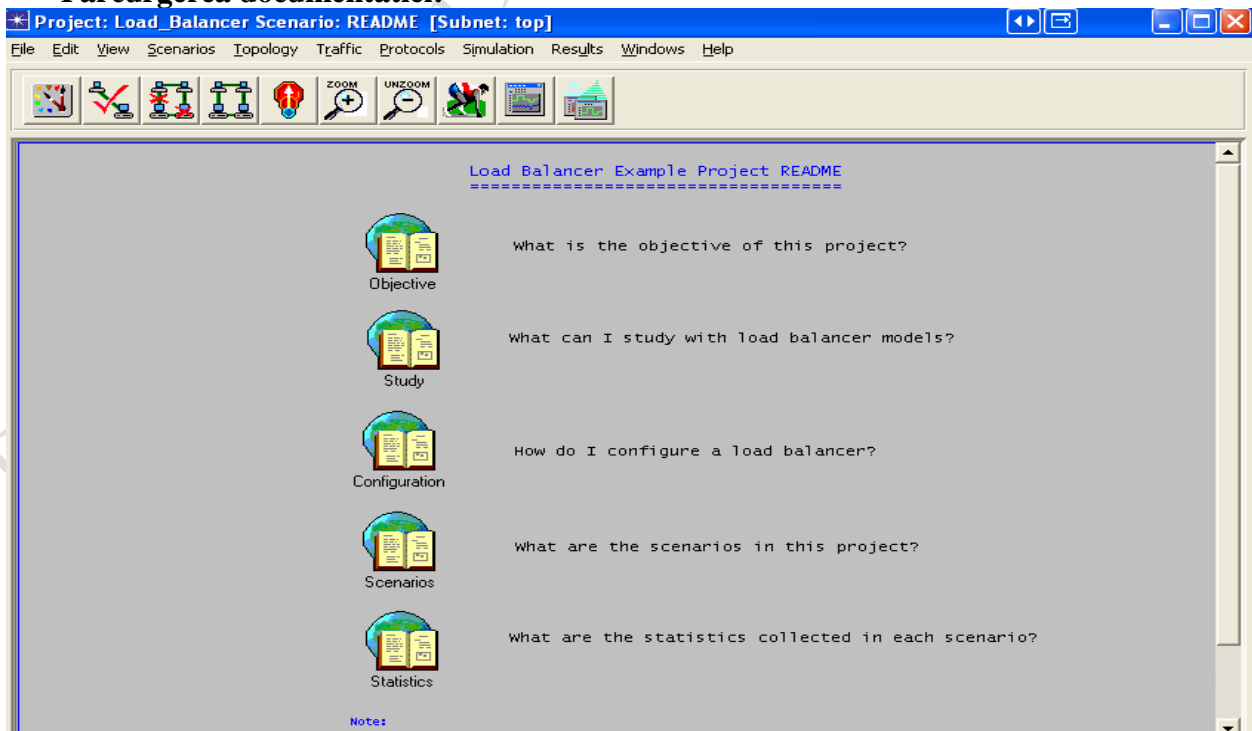 Parcurgerea documentatiei.
Project: Load_Balancer Scenario: README [Subnet: top]
File Edit View Scenarios Topology Traffic Protocols Simulation Results Windows Help
ZOOM UNZOOM
Load Balancer Example Project README
====================================
What is the objective of this project?
Objective
What can I study with load balancer models?
Study
How do I configure a load balancer?
Configuration
What are the scenarios in this project?
Scenarios
What are the statistics collected in each scenario?
Statistics
Note: